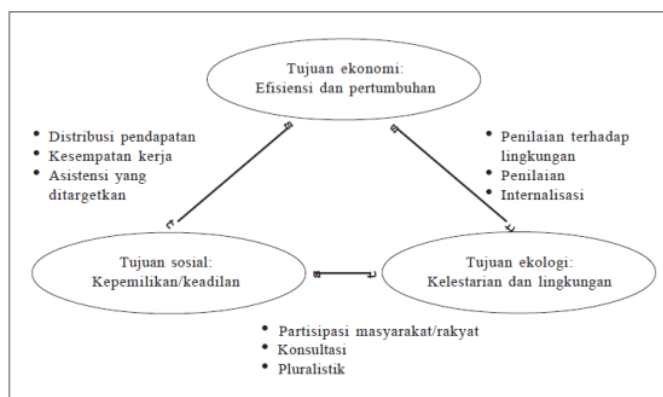 Tujuan ekonomi:
Efisiensi dan pertumbuhan
• Distribusi pendapatan
• Kesempatan kerja
• Asistensi yang
ditargetkan
• Penilaian terhadap
lingkungan
• Penilaian
• Internalisasi
Tujuan sosial:
Kepemilikan/keadilan
Tujuan ekologi:
Kelestarian dan lingkungan
• Partisipasi masyarakat/rakyat
• Konsultasi
• Pluralistik